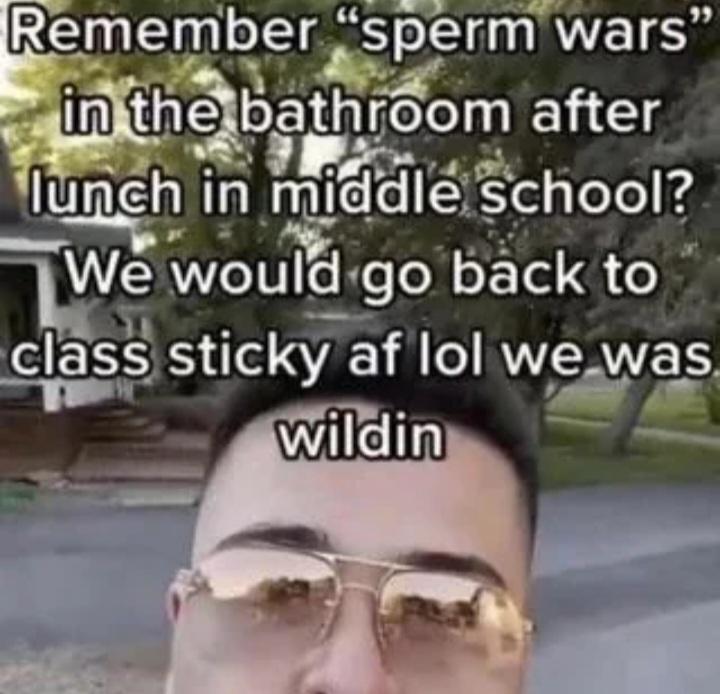 Remember “sperm wars”
in the bathroom after
lunch in middle school?
We would go back to
class sticky af lol we was
wildin